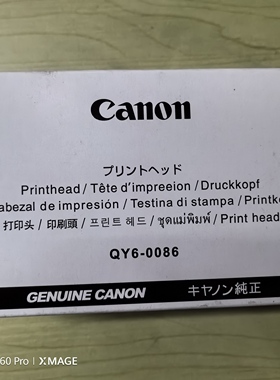 Canon
プリントヘッド
Printhead / Tête d'impreeion / Druckkopf
abezal de impresión / Testina di stampa / Printko
打印头 / 印刷頭 / 프린트 헤드 / ชุดแม่พิมพ์ / Print head
QY6-0086
GENUINE CANON キヤノン純正
60 Pro | XMAGE